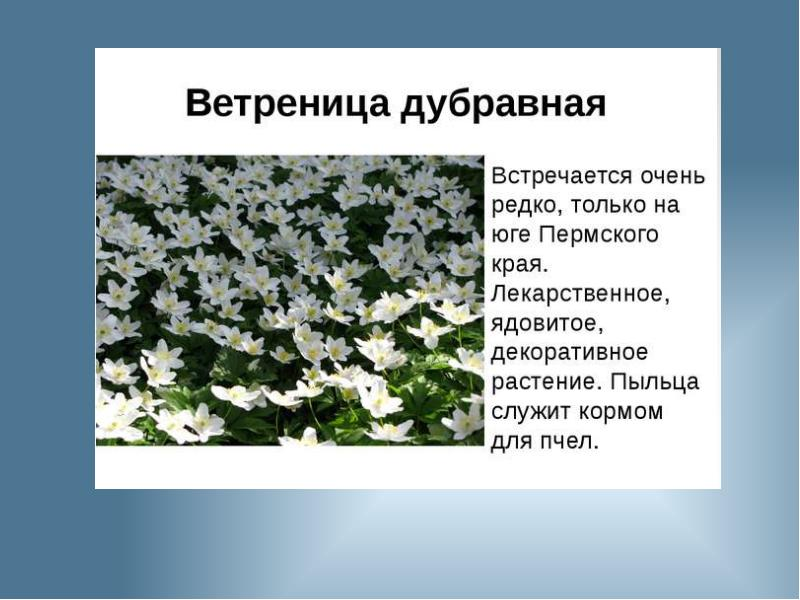 Ветреница дубравная
Встречается очень
редко, только на
юге Пермского
края.
Лекарственное,
ядовитое,
декоративное
растение. Пыльца
служит кормом
для пчел.